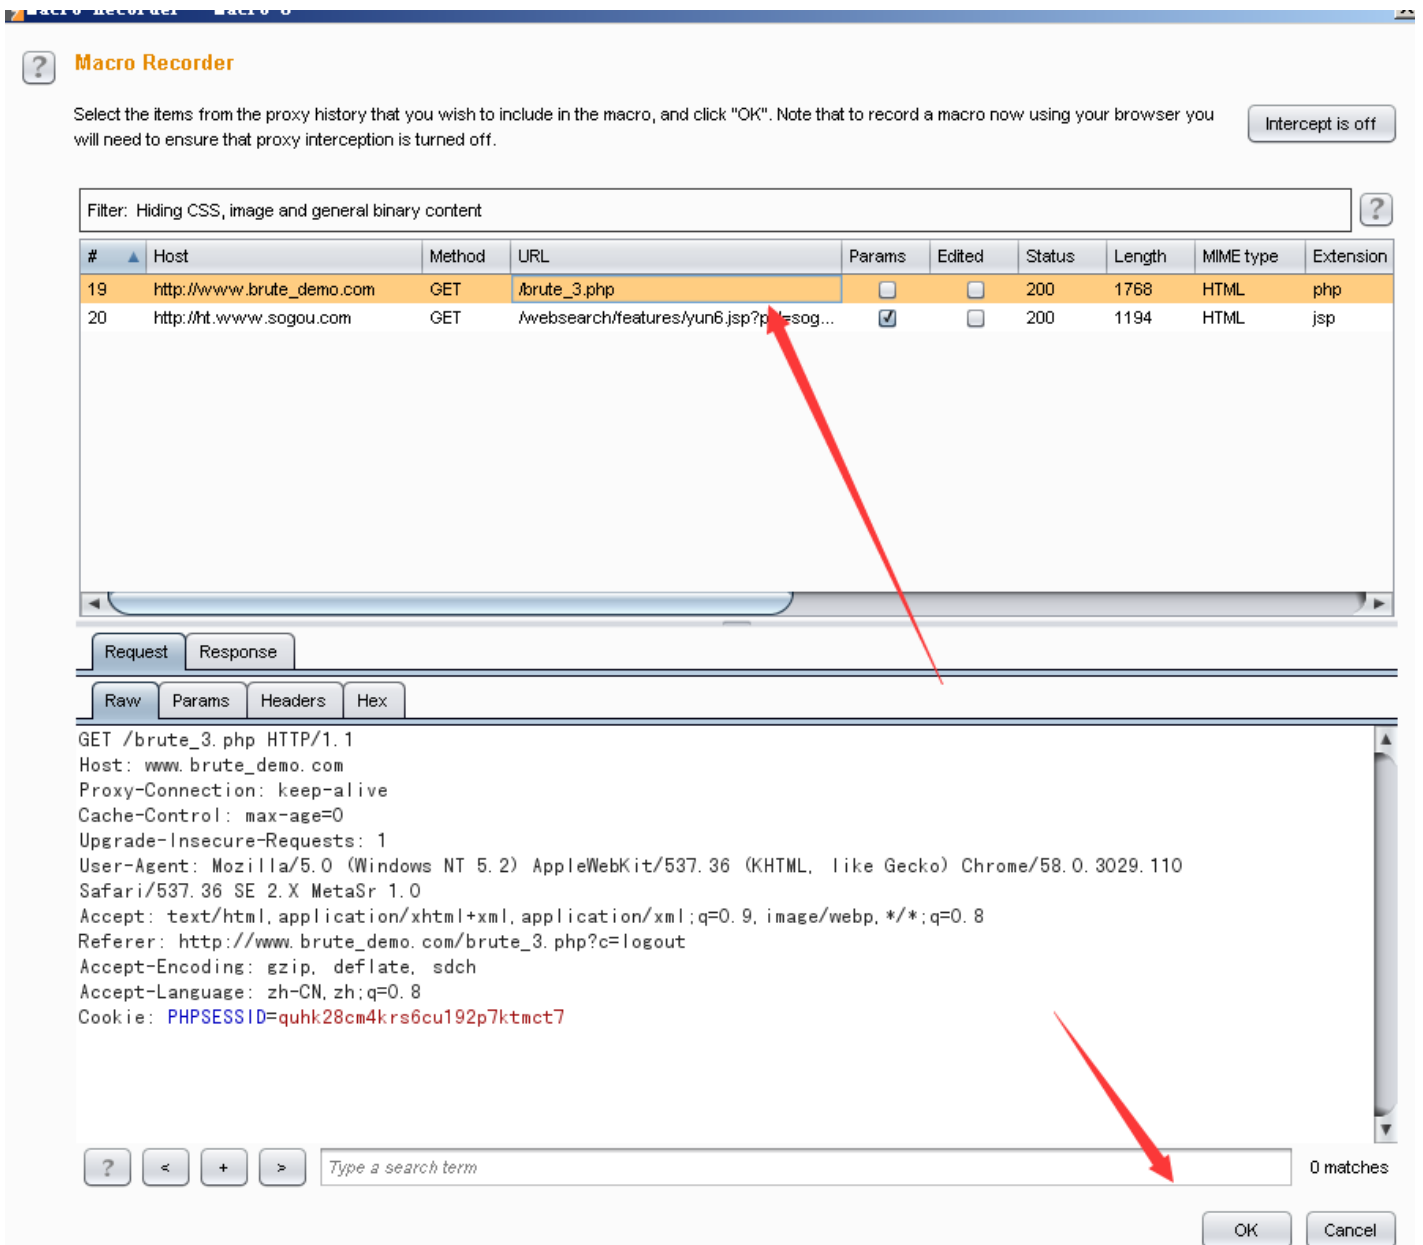 Macro Recorder
Select the items from the proxy history that you wish to include in the macro, and click "OK". Note that to record a macro now using your browser you
will need to ensure that proxy interception is turned off.
Intercept is off
Filter: Hiding CSS, image and general binary content
?
# Host Method URL Params Edited Status Length MIME type Extension
19 http://www.brute_demo.com GET /brute_3.php 200 1768 HTML php
20 http://ht.www.sogou.com GET 200 1194 HTML jsp
Request Response
Raw Params Headers Hex
GET /brute_3.php HTTP/1.1
Host: www.brute_demo.com
Proxy-Connection: keep-alive
Cache-Control: max-age=0
Upgrade-Insecure-Requests: 1
User-Agent: Mozilla/5.0 (Windows NT 5.2) AppleWebKit/537.36 (KHTML, like Gecko) Chrome/58.0.3029.110
Safari/537.36 SE 2.X MetaSr 1.0
Accept: text/html,application/xhtml+xml,application/xml;q=0.9,image/webp,*/*;q=0.8
Referer: http://www.brute_demo.com/brute_3.php?c=logout
Accept-Encoding: gzip, deflate, sdch
Accept-Language: zh-CN,zh;q=0.8
Cookie: PHPSESSID=quhk28cm4krs6cu192p7ktmct7
? < + > Type a search term 0 matches
OK Cancel